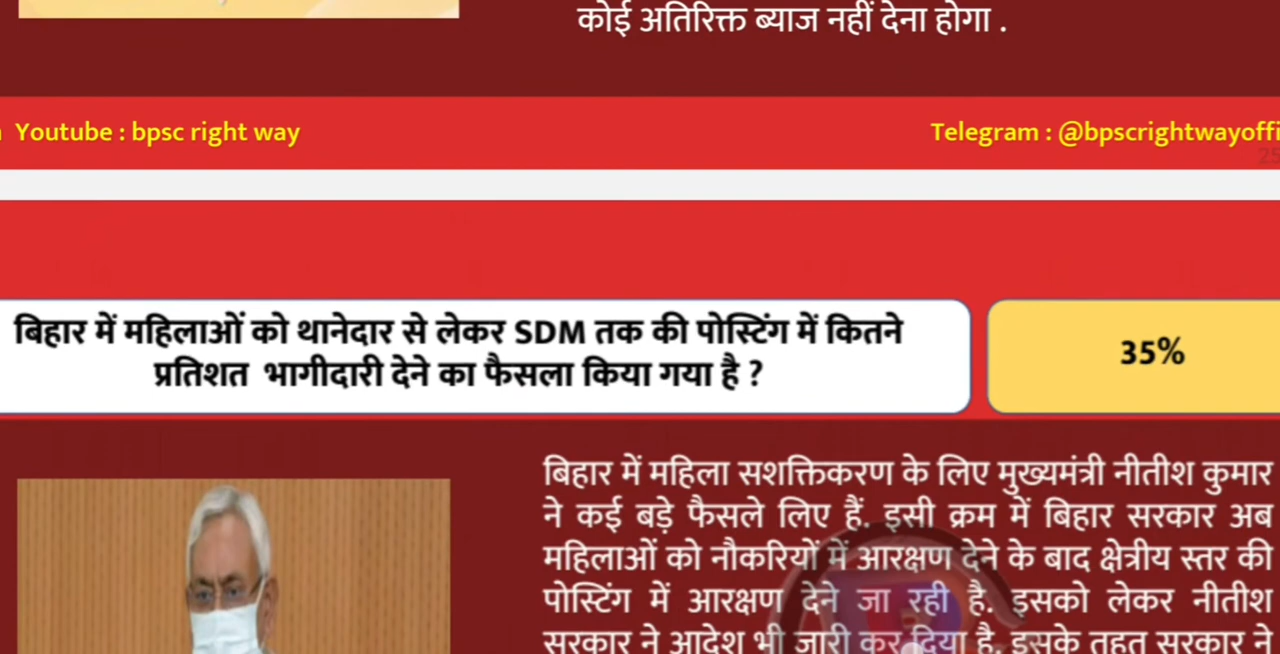 कोई अतिरिक्त ब्याज नहीं देना होगा .
Youtube : bpsc right way
Telegram : @bpscrightwayoffi
25
बिहार में महिलाओं को थानेदार से लेकर SDM तक की पोस्टिंग में कितने
प्रतिशत भागीदारी देने का फैसला किया गया है ?
35%
बिहार में महिला सशक्तिकरण के लिए मुख्यमंत्री नीतीश कुमार
ने कई बड़े फैसले लिए हैं. इसी क्रम में बिहार सरकार अब
महिलाओं को नौकरियों में आरक्षण देने के बाद क्षेत्रीय स्तर की
पोस्टिंग में आरक्षण देने जा रही है. इसको लेकर नीतीश
सरकार ने आदेश भी जारी कर दिया है. इसके तहत सरकार ने